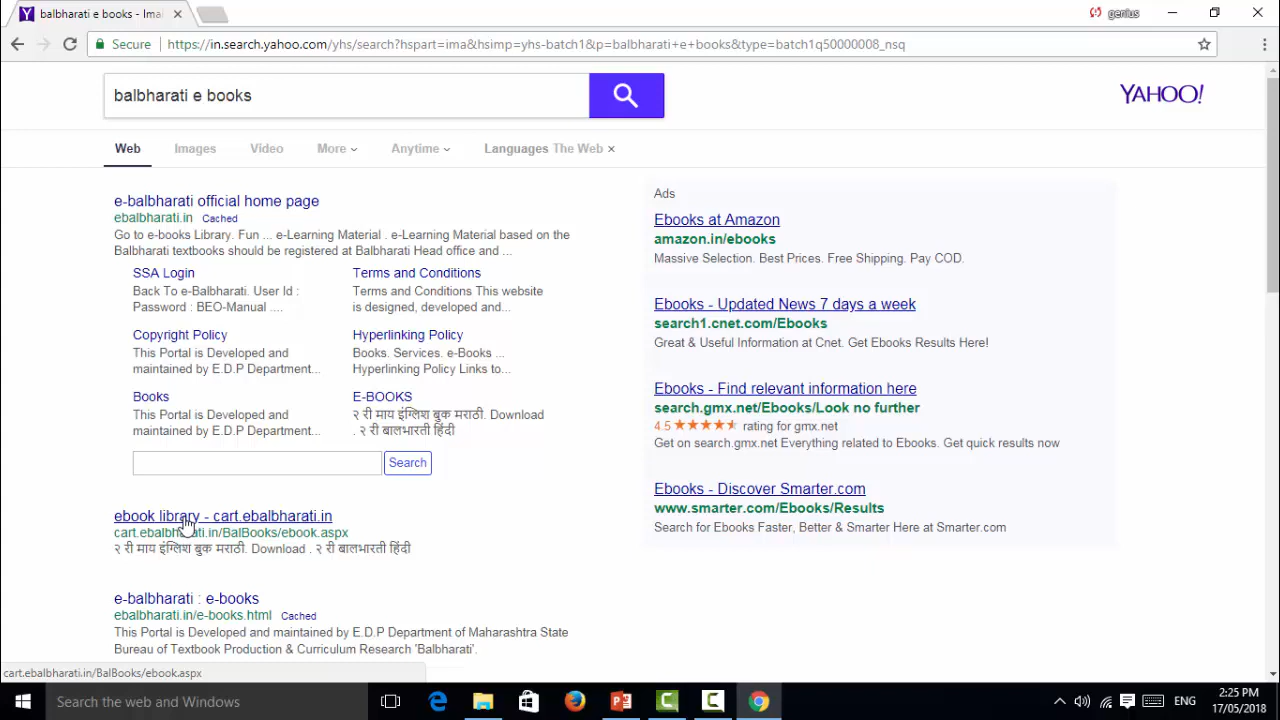 balbharati e books - Ima
genius
Secure
https://in.search.yahoo.com/yhs/search?hspart=ima&hsimp=yhs-batch1&p=balbharati+e+books&type=batch1q50000008_nsq
balbharati e books
YAHOO!
Web Images Video More Anytime Languages The Web ×
e-balbharati official home page
ebalbharati.in Cached
Go to e-books Library. Fun ... e-Learning Material . e-Learning Material based on the
Balbharati textbooks should be registered at Balbharati Head office and ...
SSA Login
Back To e-Balbharati. User Id :
Password : BEO-Manual ....
Terms and Conditions
Terms and Conditions This website
is designed, developed and...
Copyright Policy
This Portal is Developed and
maintained by E.D.P Department...
Hyperlinking Policy
Books. Services. e-Books ...
Hyperlinking Policy Links to...
Books
This Portal is Developed and
maintained by E.D.P Department...
E-BOOKS
२ री माय इंग्लिश बुक मराठी. Download
. २ री बालभारती हिंदी
Search
ebook library - cart.ebalbharati.in
cart.ebalbharati.in/BalBooks/ebook.aspx
२ री माय इंग्लिश बुक मराठी. Download . २ री बालभारती हिंदी
e-balbharati : e-books
ebalbharati.in/e-books.html Cached
This Portal is Developed and maintained by E.D.P Department of Maharashtra State
Bureau of Textbook Production & Curriculum Research 'Balbharati'.
Ads
Ebooks at Amazon
amazon.in/ebooks
Massive Selection. Best Prices. Free Shipping. Pay COD.
Ebooks - Updated News 7 days a week
search1.cnet.com/Ebooks
Great & Useful Information at Cnet. Get Ebooks Results Here!
Ebooks - Find relevant information here
search.gmx.net/Ebooks/Look no further
4.5 ★★★★★ rating for gmx.net
Get on search.gmx.net Everything related to Ebooks. Get quick results now
Ebooks - Discover Smarter.com
www.smarter.com/Ebooks/Results
Search for Ebooks Faster, Better & Smarter Here at Smarter.com
cart.ebalbharati.in/BalBooks/ebook.aspx
Search the web and Windows
ENG
2:25 PM
17/05/2018